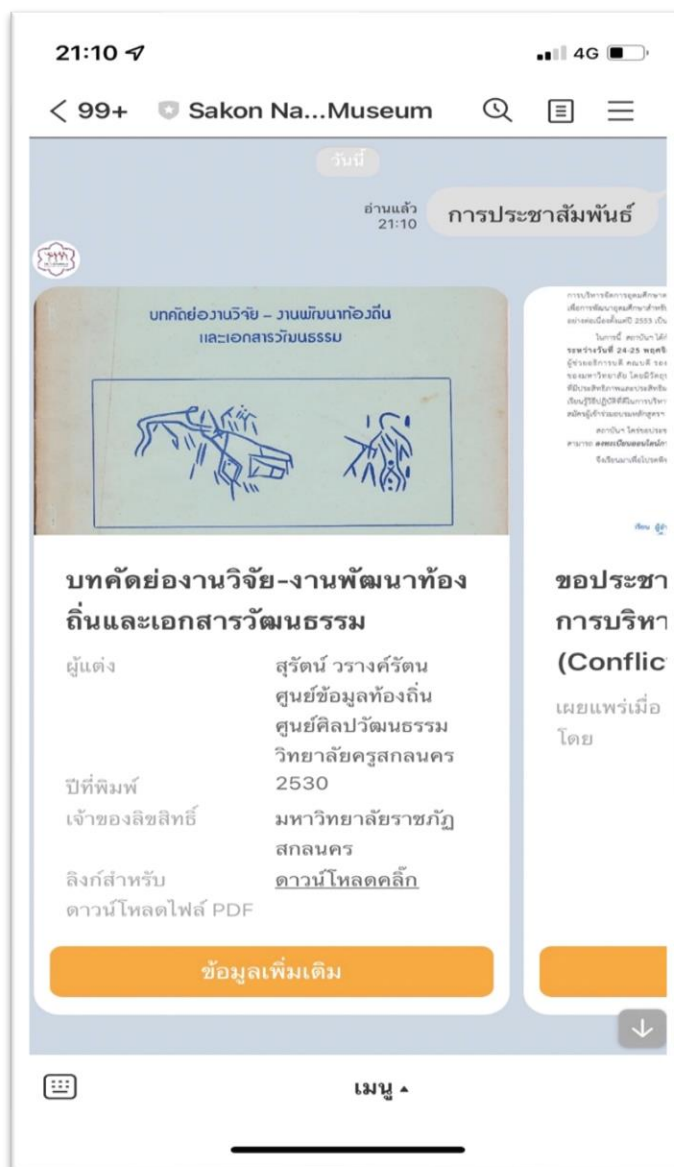 21:10
4G
99+ Sakon Na...Museum
วันนี้
อ่านแล้ว
21:10
การประชาสัมพันธ์
บทคัดย่องานวิจัย – งานพัฒนาท้องถิ่น
และเอกสารวัฒนธรรม
บทคัดย่องานวิจัย-งานพัฒนาท้อง
ถิ่นและเอกสารวัฒนธรรม
ผู้แต่ง สุรัตน์ วรางค์รัตน
ศูนย์ข้อมูลท้องถิ่น
ศูนย์ศิลปวัฒนธรรม
วิทยาลัยครูสกลนคร
ปีที่พิมพ์ 2530
เจ้าของลิขสิทธิ์ มหาวิทยาลัยราชภัฏ
สกลนคร
ลิงก์สำหรับ ดาวน์โหลดคลิ๊ก
ดาวน์โหลดไฟล์ PDF
ข้อมูลเพิ่มเติม
ระหว่างวันที่ 24-25
ขอประชา
การบริหา
(Conflic
เผยแพร่เมื่อ
โดย
เมนู